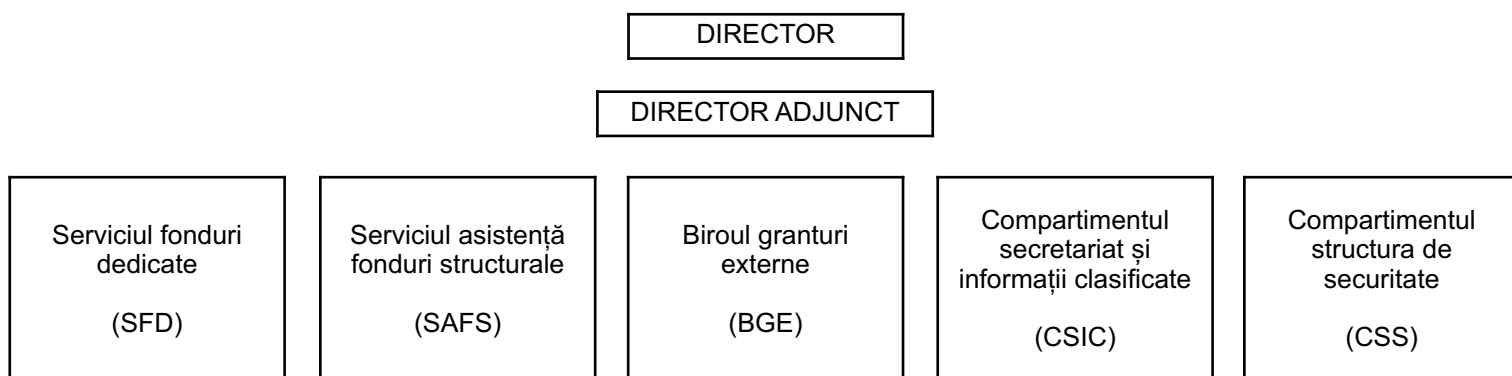 DIRECTOR
DIRECTOR ADJUNCT
Serviciul fonduri
dedicate
(SFD)
Serviciul asistență
fonduri structurale
(SAFS)
Biroul granturi
externe
(BGE)
Compartimentul
secretariat și
informații clasificate
(CSIC)
Compartimentul
structura de
securitate
(CSS)